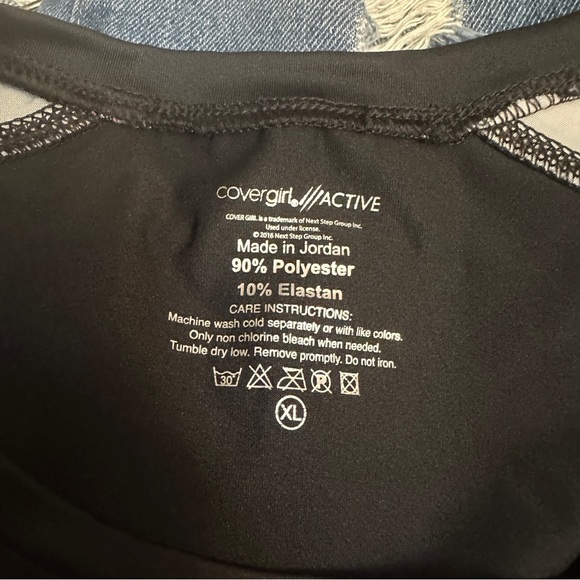 covergirl. ///ACTIVE
COVER GIRL is a trademark of Next Step Group Inc.
Used under license.
© 2016 Next Step Group Inc.
Made in Jordan
90% Polyester
10% Elastan
CARE INSTRUCTIONS:
Machine wash cold separately or with like colors.
Only non chlorine bleach when needed.
Tumble dry low. Remove promptly. Do not iron.
30° P
XL